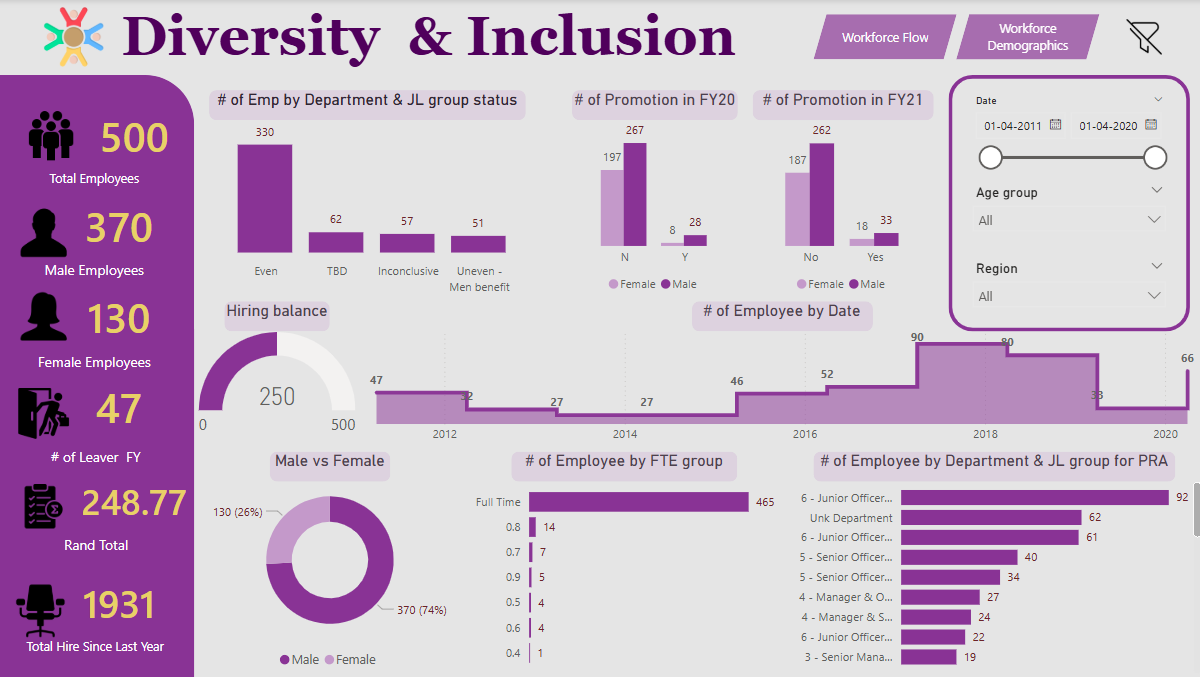 Diversity & Inclusion
Workforce Flow
Workforce
Demographics
500
Total Employees
370
Male Employees
130
Female Employees
47
# of Leaver FY
248.77
Rand Total
1931
Total Hire Since Last Year
# of Emp by Department & JL group status
330
62
57
51
Even
TBD
Inconclusive
Uneven -
Men benefit
# of Promotion in FY20
197
267
8
28
N
Y
Female
Male
# of Promotion in FY21
187
262
18
33
No
Yes
Female
Male
Date
01-04-2011
01-04-2020
Age group
All
Region
All
Hiring balance
250
0
500
# of Employee by Date
47
32
27
27
46
52
90
80
33
66
2012
2014
2016
2018
2020
Male vs Female
130 (26%)
370 (74%)
Male
Female
# of Employee by FTE group
Full Time
465
0.8
14
0.7
7
0.9
5
0.5
4
0.6
4
0.4
1
# of Employee by Department & JL group for PRA
6 - Junior Officer...
92
Unk Department
62
6 - Junior Officer...
61
5 - Senior Officer...
40
5 - Senior Officer...
34
4 - Manager & O...
27
4 - Manager & S...
24
6 - Junior Officer...
22
3 - Senior Mana...
19